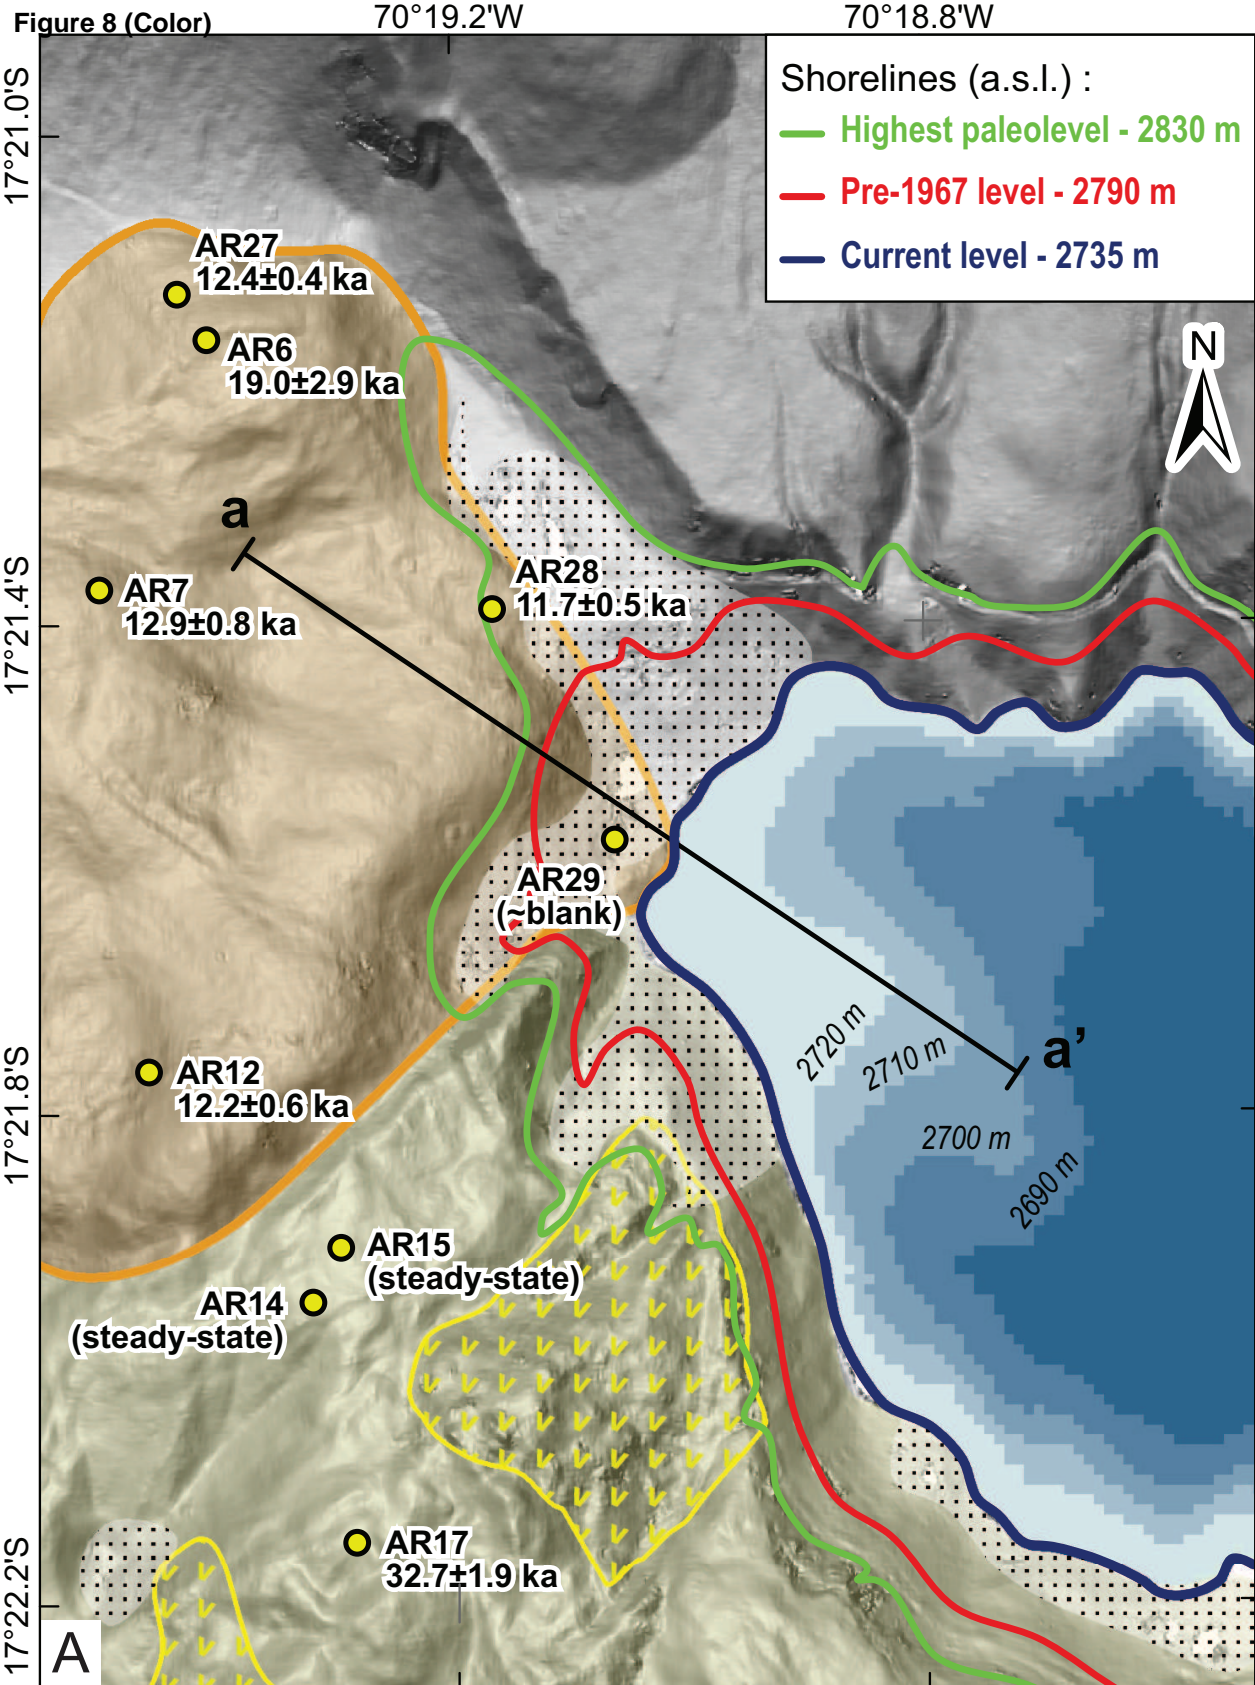 Figure 8 (Color)
70°19.2'W
70°18.8'W
17°21.0'S
17°21.4'S
17°21.8'S
17°22.2'S
Shorelines (a.s.l.) :
Highest paleolevel - 2830 m
Pre-1967 level - 2790 m
Current level - 2735 m
N
AR27
12.4±0.4 ka
AR6
19.0±2.9 ka
a
AR7
12.9±0.8 ka
AR28
11.7±0.5 ka
AR29
(~blank)
2720 m
2710 m
a’
2700 m
2690 m
AR12
12.2±0.6 ka
AR15
(steady-state)
AR14
(steady-state)
AR17
32.7±1.9 ka
A